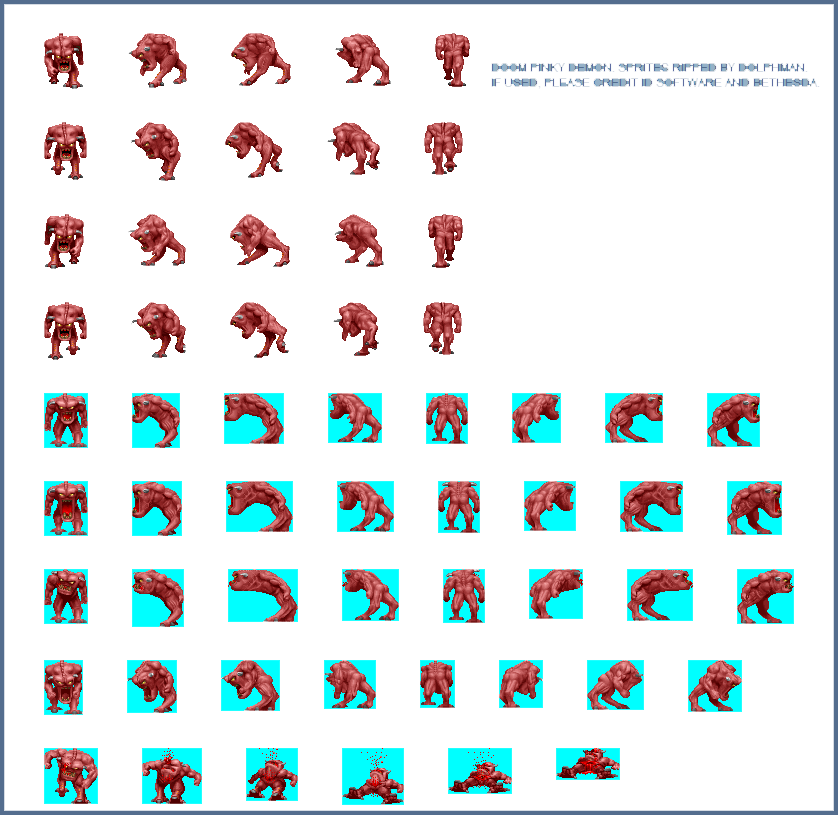 DOOM PINKY DEMON. SPRITES RIPPED BY DOLPHMAN.
IF USED, PLEASE CREDIT ID SOFTWARE AND BETHESDA.